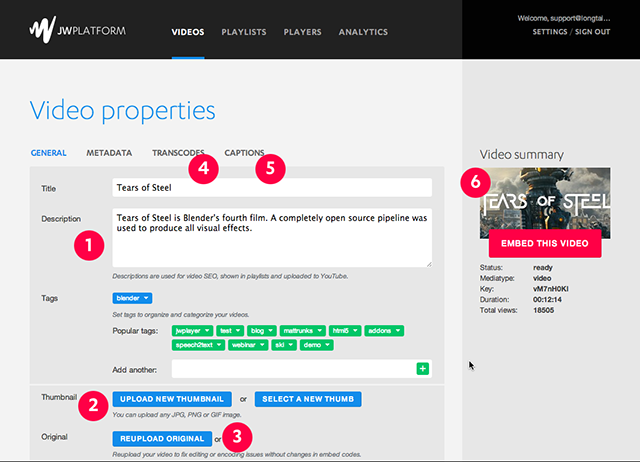 JWPLATFORM
VIDEOS PLAYLISTS PLAYERS ANALYTICS
Welcome, support@longtai...
SETTINGS / SIGN OUT
Video properties
GENERAL METADATA TRANSCODES CAPTIONS
4 5
Title Tears of Steel
Description Tears of Steel is Blender's fourth film. A completely open source pipeline was
used to produce all visual effects.
1
Descriptions are used for video SEO, shown in playlists and uploaded to YouTube.
Tags blender
Set tags to organize and categorize your videos.
Popular tags: jwplayer test blog mattrunks html5 addons
speech2text webinar ski demo
Add another: +
Thumbnail UPLOAD NEW THUMBNAIL or SELECT A NEW THUMB
2
You can upload any JPG, PNG or GIF image.
Original REUPLOAD ORIGINAL or
3
Reupload your video to fix editing or encoding issues without changes in embed codes.
Video summary
6
TEARS OF STEEL
EMBED THIS VIDEO
Status: ready
Mediatype: video
Key: vM7nH0Kl
Duration: 00:12:14
Total views: 18505